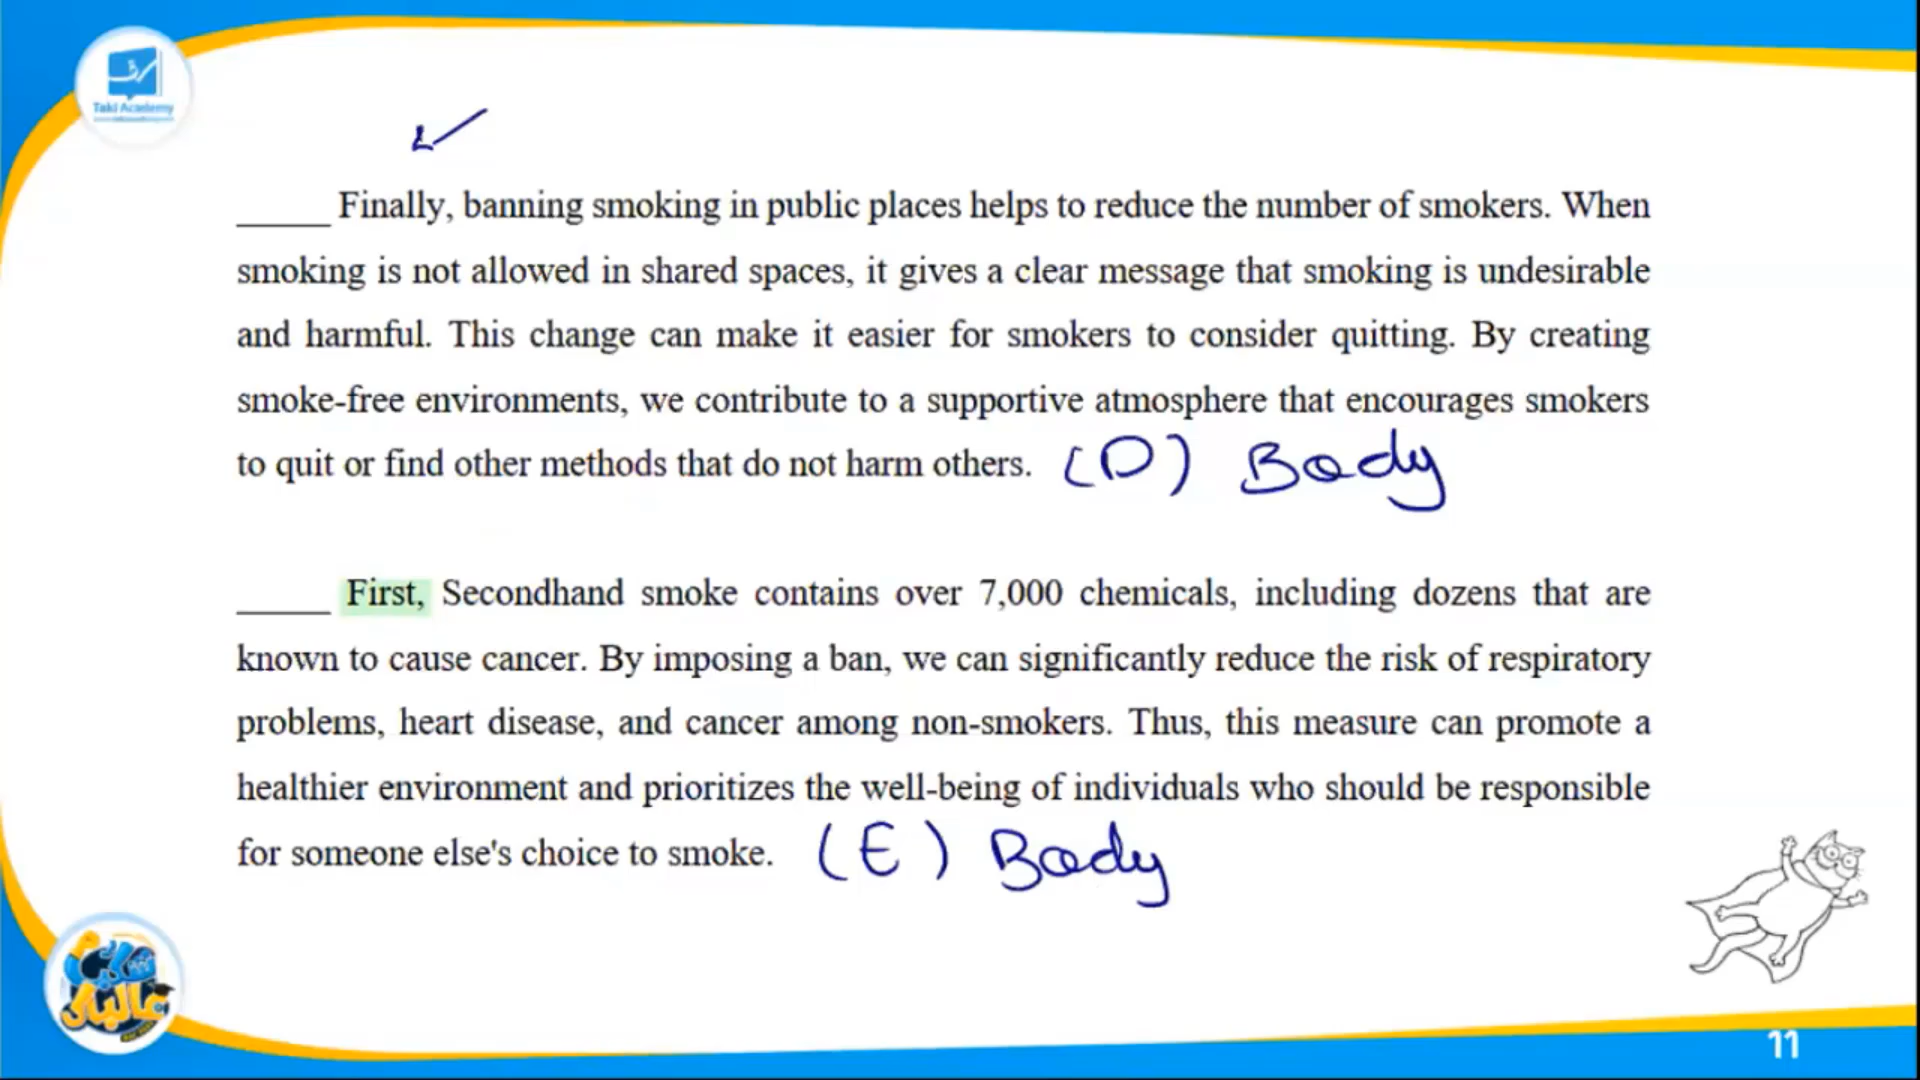 Taki Academy
_____ Finally, banning smoking in public places helps to reduce the number of smokers. When
smoking is not allowed in shared spaces, it gives a clear message that smoking is undesirable
and harmful. This change can make it easier for smokers to consider quitting. By creating
smoke-free environments, we contribute to a supportive atmosphere that encourages smokers
to quit or find other methods that do not harm others. (D) Body
_____ First, Secondhand smoke contains over 7,000 chemicals, including dozens that are
known to cause cancer. By imposing a ban, we can significantly reduce the risk of respiratory
problems, heart disease, and cancer among non-smokers. Thus, this measure can promote a
healthier environment and prioritizes the well-being of individuals who should be responsible
for someone else's choice to smoke. (E) Body
11